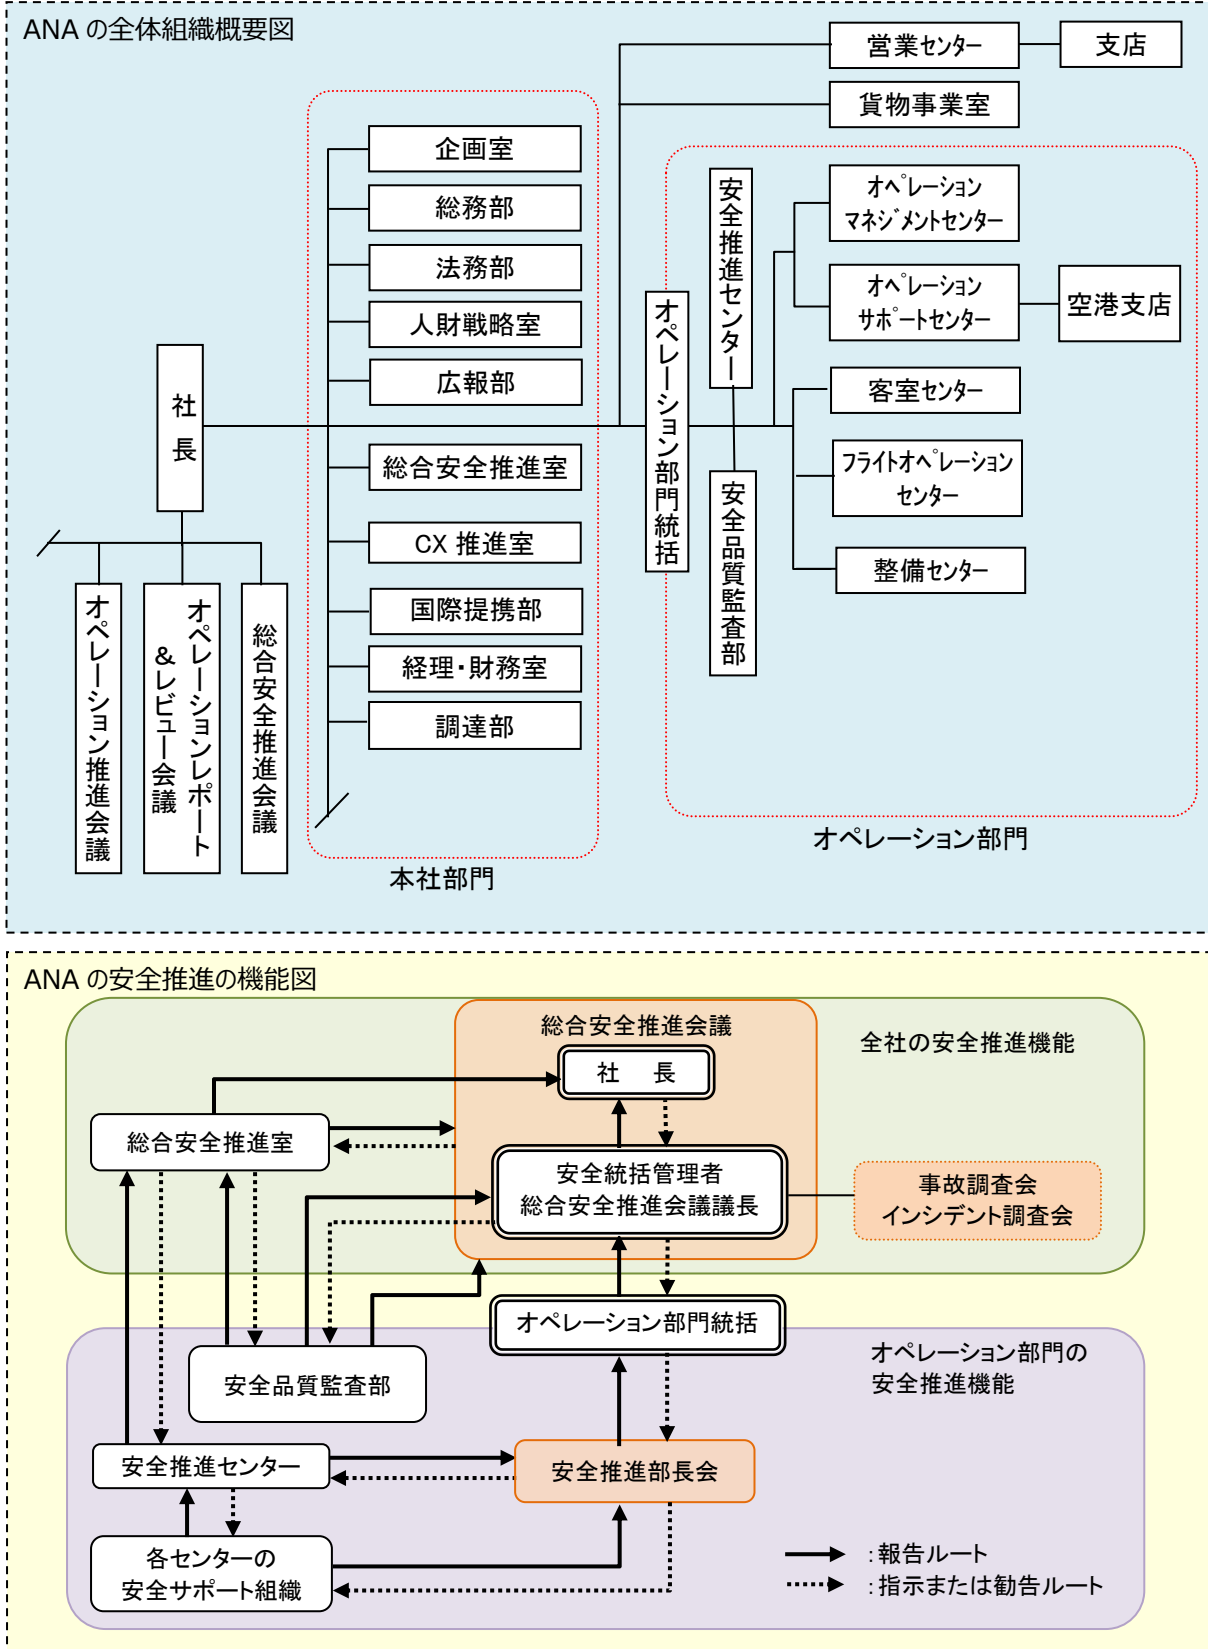 ANA の全体組織概要図
営業センター
支店
貨物事業室
企画室
総務部
法務部
人財戦略室
広報部
総合安全推進室
CX 推進室
国際提携部
経理・財務室
調達部
本社部門
社長
オペレーション推進会議
オペレーションレポート
&レビュー会議
総合安全推進会議
オペレーション部門統括
安全推進センター
安全品質監査部
オペレーション
マネジメントセンター
オペレーション
サポートセンター
空港支店
客室センター
フライトオペレーション
センター
整備センター
オペレーション部門
ANA の安全推進の機能図
総合安全推進会議
全社の安全推進機能
社 長
総合安全推進室
安全統括管理者
総合安全推進会議議長
事故調査会
インシデント調査会
オペレーション部門統括
オペレーション部門の
安全推進機能
安全品質監査部
安全推進センター
安全推進部長会
各センターの
安全サポート組織
:報告ルート
:指示または勧告ルート